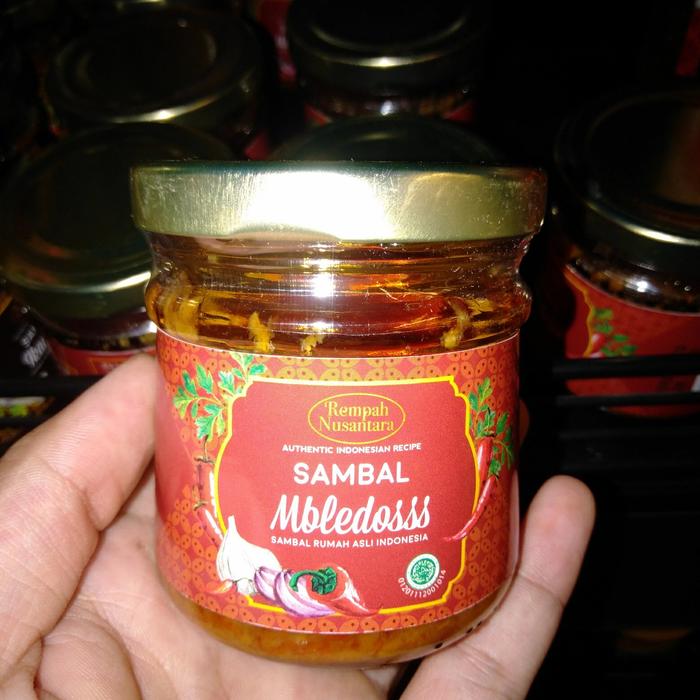 Rempah
Nusantara
AUTHENTIC INDONESIAN RECIPE
SAMBAL
Mbledosss
SAMBAL RUMAH ASLI INDONESIA